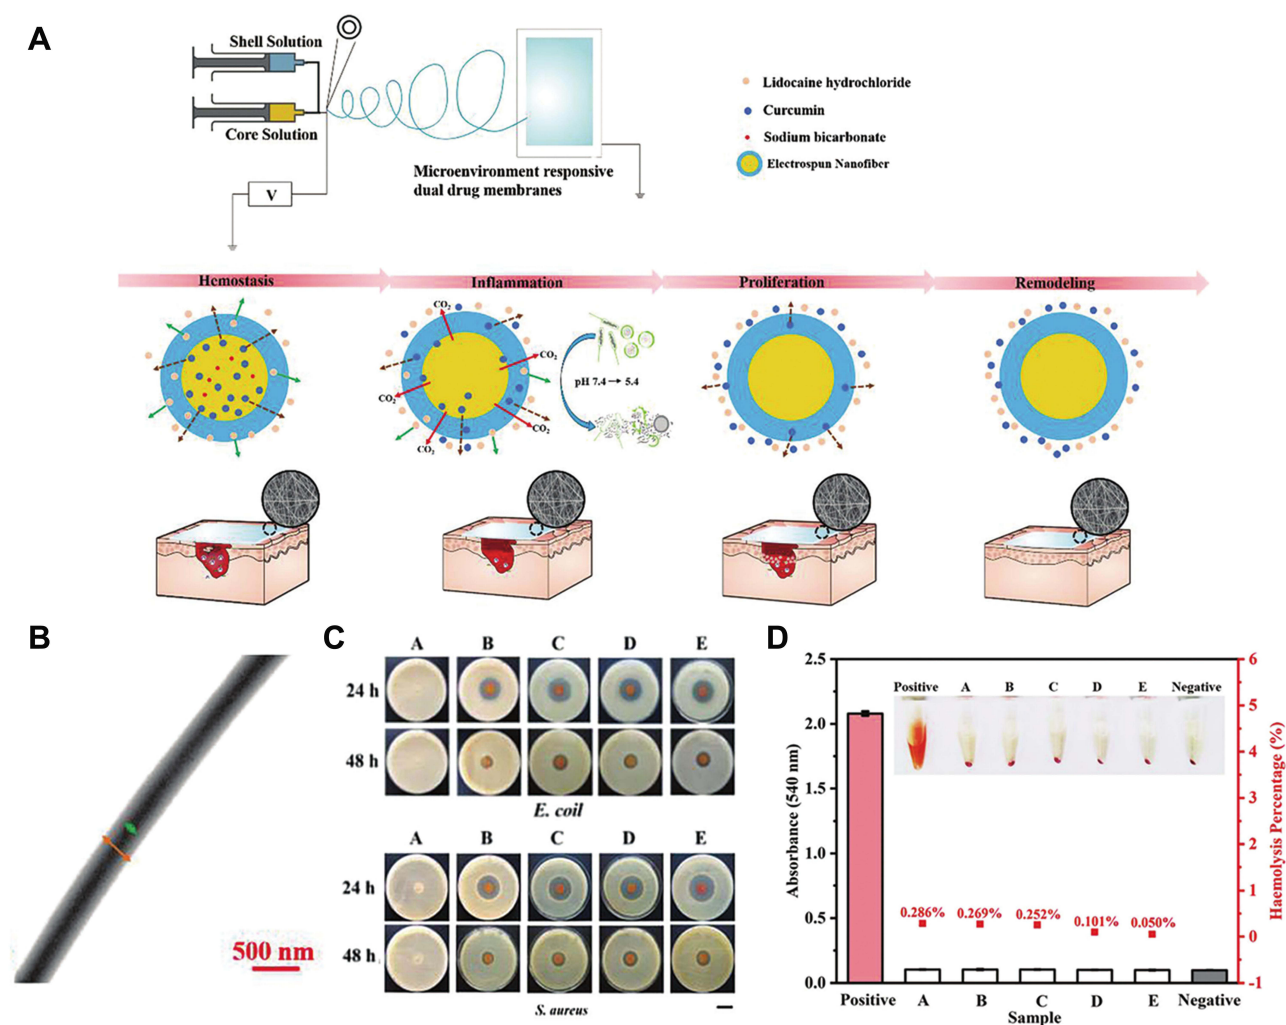 A
Shell Solution
Core Solution
V
Microenvironment responsive
dual drug membranes
Lidocaine hydrochloride
Curcumin
Sodium bicarbonate
Electrospun Nanofiber
Hemostasis
Inflammation
Proliferation
Remodeling
CO₂
CO₂
CO₂
CO₂
CO₂
pH 7.4 → 5.4
B
500 nm
C
A B C D E
24 h
48 h
E. coil
A B C D E
24 h
48 h
S. aureus
D
Absorbance (540 nm)
2.5
2.0
1.5
1.0
0.5
0.0
Positive A B C D E Negative
0.286% 0.269% 0.252% 0.101% 0.050%
Positive A B C D E Negative
Sample
6
5
4
3
2
1
0
-1
Haemolysis Percentage (%)